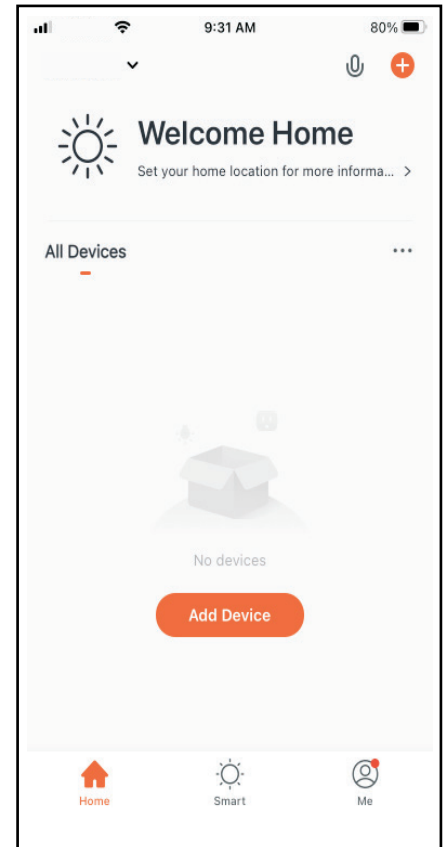 9:31 AM
80%
Welcome Home
Set your home location for more informa... >
All Devices
...
No devices
Add Device
Home
Smart
Me